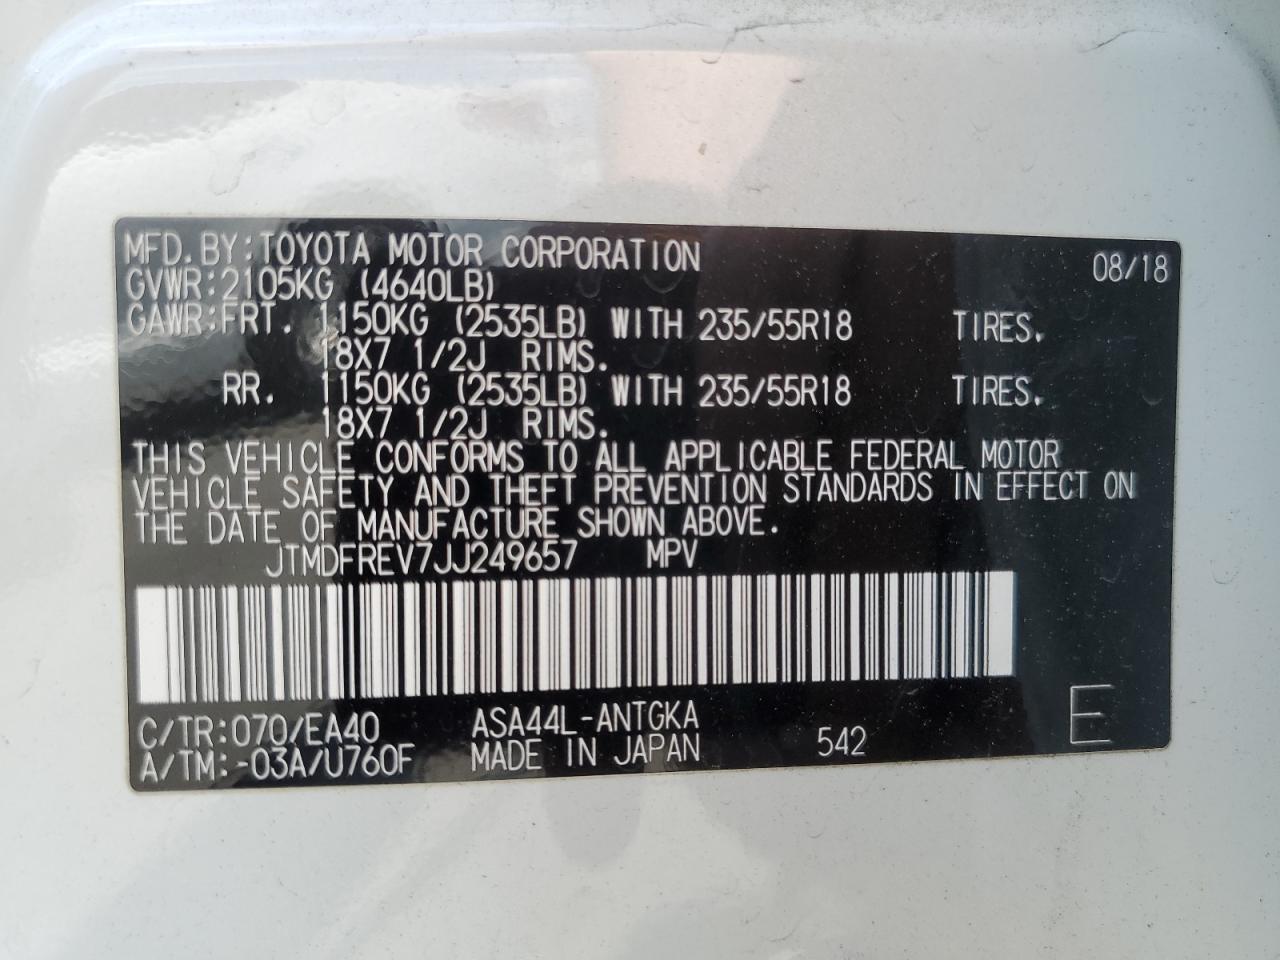 MFD.BY:TOYOTA MOTOR CORPORATION 08/18
GVWR:2105KG (4640LB)
GAWR:FRT. 1150KG (2535LB) WITH 235/55R18 TIRES.
18X7 1/2J RIMS.
RR. 1150KG (2535LB) WITH 235/55R18 TIRES.
18X7 1/2J RIMS.
THIS VEHICLE CONFORMS TO ALL APPLICABLE FEDERAL MOTOR
VEHICLE SAFETY AND THEFT PREVENTION STANDARDS IN EFFECT ON
THE DATE OF MANUFACTURE SHOWN ABOVE.
JTMDFREV7JJ249657 MPV
C/TR:070/EA40 ASA44L-ANTGKA
A/TM:-03A/U760F MADE IN JAPAN 542 E